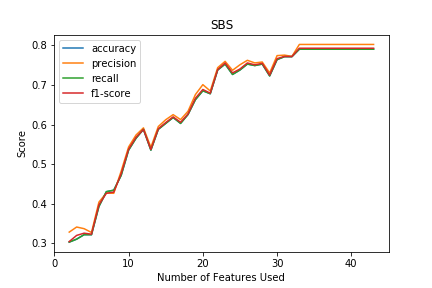 SBS
accuracy
precision
recall
f1-score
Score
0.8
0.7
0.6
0.5
0.4
0.3
0 10 20 30 40
Number of Features Used